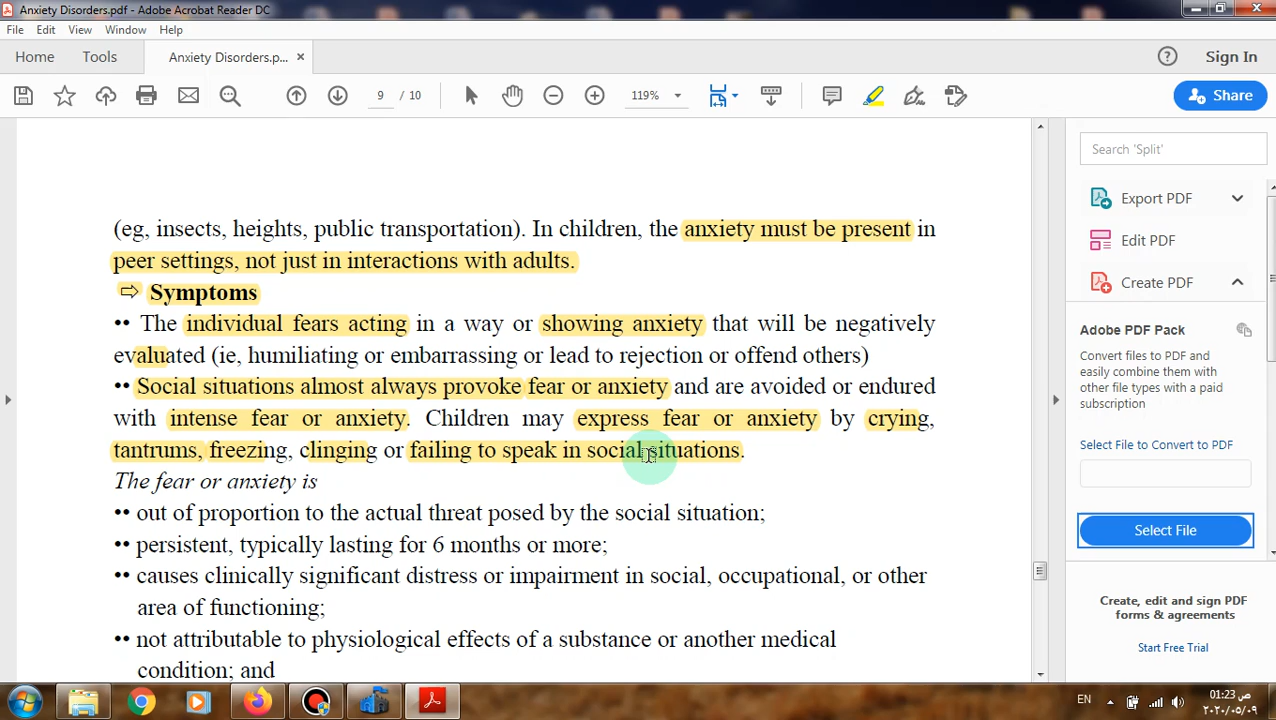 Anxiety Disorders.pdf - Adobe Acrobat Reader DC
File Edit View Window Help
Home Tools Anxiety Disorders.p... × Sign In
9 / 10 119% Share
(eg, insects, heights, public transportation). In children, the anxiety must be present in
peer settings, not just in interactions with adults.
⇨ Symptoms
•• The individual fears acting in a way or showing anxiety that will be negatively
evaluated (ie, humiliating or embarrassing or lead to rejection or offend others)
•• Social situations almost always provoke fear or anxiety and are avoided or endured
with intense fear or anxiety. Children may express fear or anxiety by crying,
tantrums, freezing, clinging or failing to speak in social situations.
The fear or anxiety is
•• out of proportion to the actual threat posed by the social situation;
•• persistent, typically lasting for 6 months or more;
•• causes clinically significant distress or impairment in social, occupational, or other
area of functioning;
•• not attributable to physiological effects of a substance or another medical
condition; and
Search 'Split'
Export PDF
Edit PDF
Create PDF
Adobe PDF Pack
Convert files to PDF and
easily combine them with
other file types with a paid
subscription
Select File to Convert to PDF
Select File
Create, edit and sign PDF
forms & agreements
Start Free Trial
EN
01:23 ص
٢٠٢٠/٠٥/٠٩